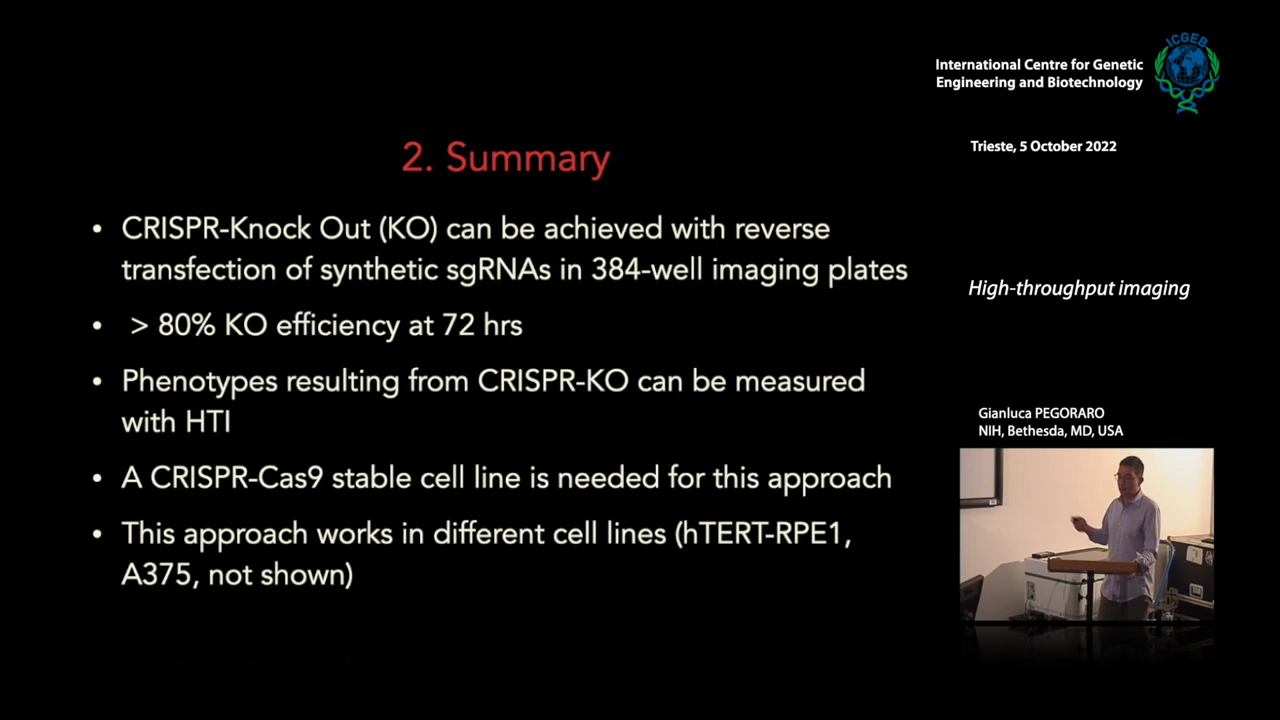 ICGEB
International Centre for Genetic
Engineering and Biotechnology
Trieste, 5 October 2022
2. Summary
• CRISPR-Knock Out (KO) can be achieved with reverse
transfection of synthetic sgRNAs in 384-well imaging plates
• > 80% KO efficiency at 72 hrs
• Phenotypes resulting from CRISPR-KO can be measured
with HTI
• A CRISPR-Cas9 stable cell line is needed for this approach
• This approach works in different cell lines (hTERT-RPE1,
A375, not shown)
High-throughput imaging
Gianluca PEGORARO
NIH, Bethesda, MD, USA